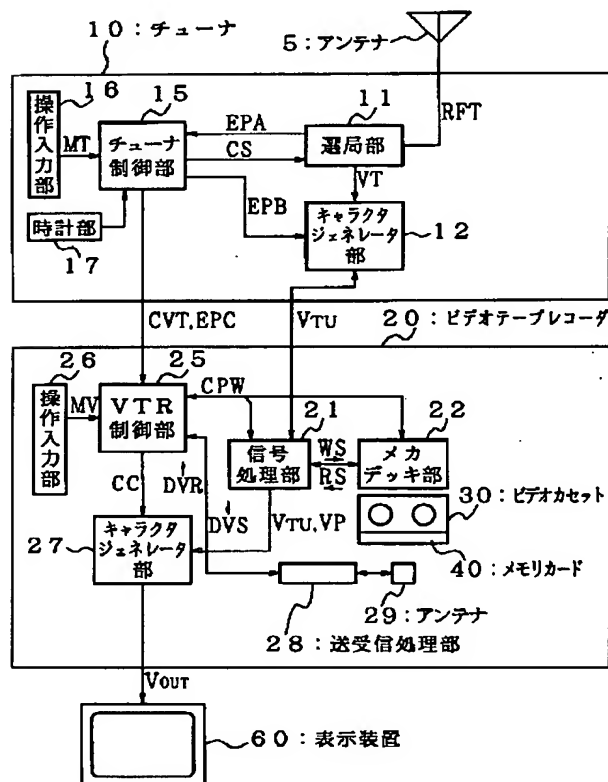 10:チューナ
5:アンテナ
16
操作入力部
MT
15
チューナ制御部
EPA
CS
11
選局部
RFT
VT
EPB
キャラクタジェネレータ部
12
時計部
17
CVT,EPC
VTU
20:ビデオテープレコーダ
26
操作入力部
MV
25
VTR制御部
CPW
21
信号処理部
WS
RS
22
メカデッキ部
CC
DVR
DVS
VTU,VP
30:ビデオカセット
40:メモリカード
27
キャラクタジェネレータ部
29:アンテナ
28:送受信処理部
VOUT
60:表示装置